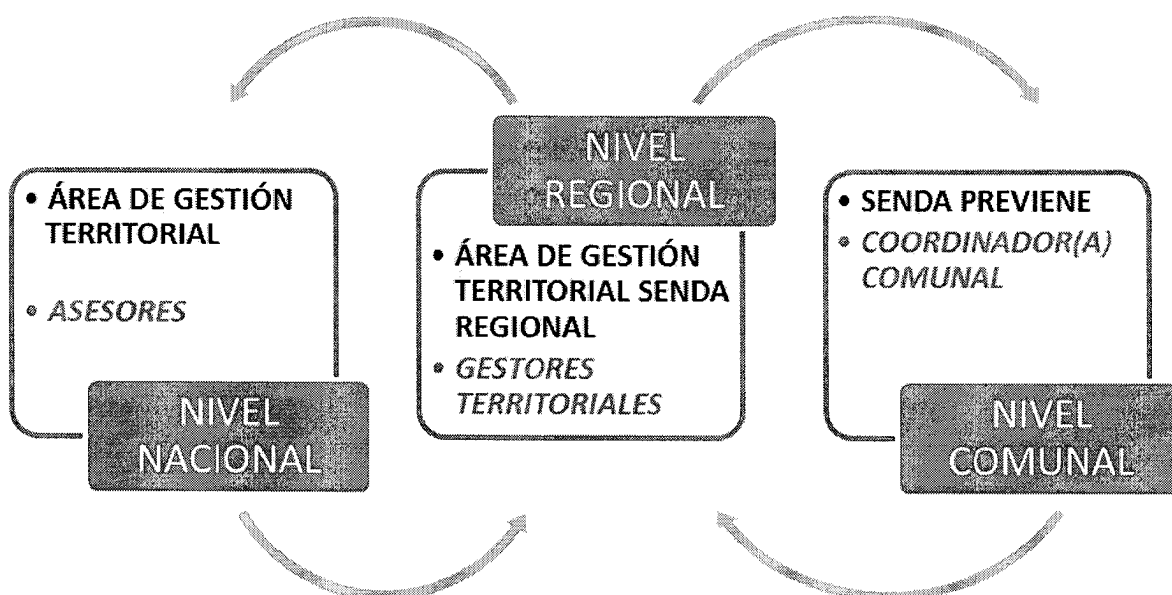 • ÁREA DE GESTIÓN
TERRITORIAL
• ASESORES
NIVEL
NACIONAL
NIVEL
REGIONAL
• ÁREA DE GESTIÓN
TERRITORIAL SENDA
REGIONAL
• GESTORES
TERRITORIALES
• SENDA PREVIENE
• COORDINADOR(A)
COMUNAL
NIVEL
COMUNAL